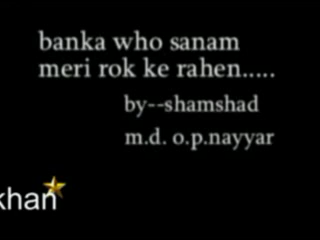 banka who sanam
meri rok ke rahen.....
by--shamshad
m.d. o.p.nayyar
khan